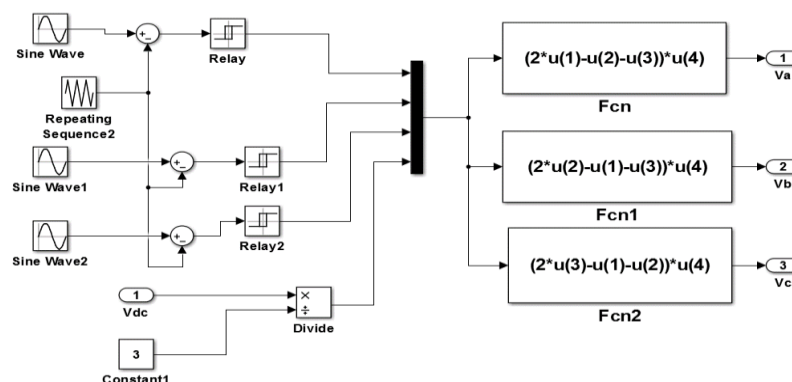 Sine Wave
+
−
Relay
Repeating
Sequence2
Sine Wave1
+
−
Relay1
Sine Wave2
+
−
Relay2
1
Vdc
×
÷
Divide
3
Constant1
(2*u(1)-u(2)-u(3))*u(4)
Fcn
1
Va
(2*u(2)-u(1)-u(3))*u(4)
Fcn1
2
Vb
(2*u(3)-u(1)-u(2))*u(4)
Fcn2
3
Vc